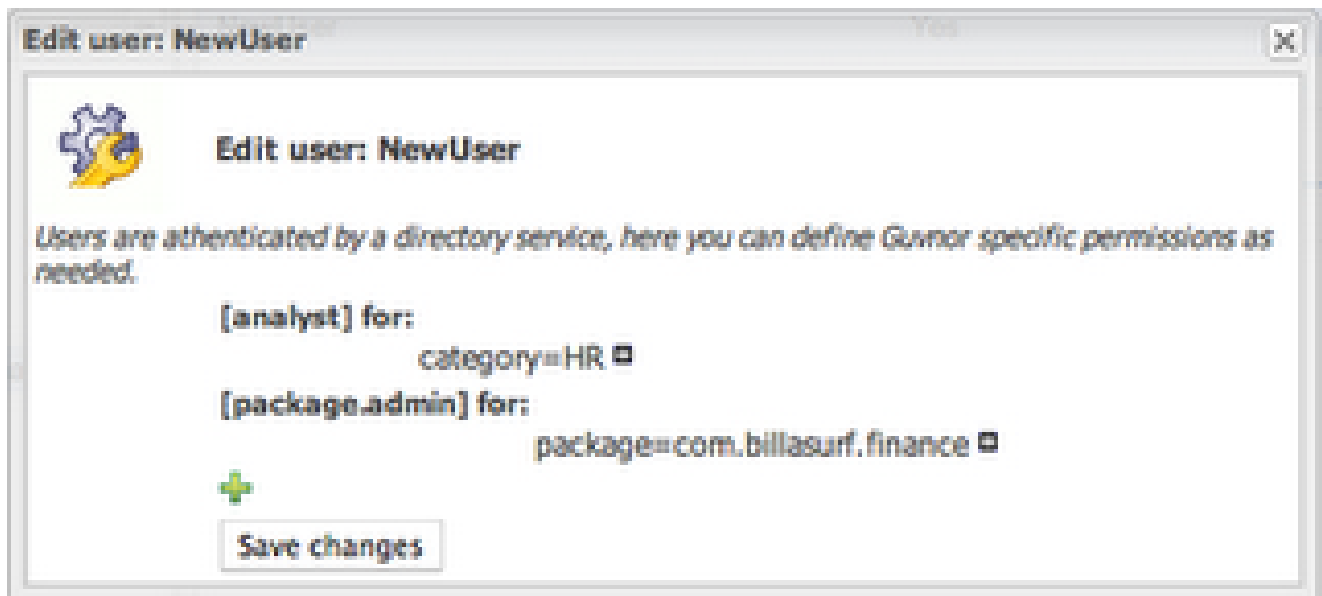 Edit user: NewUser
Yes
Edit user: NewUser
Users are athenticated by a directory service, here you can define Guvnor specific permissions as
needed.
[analyst] for:
category=HR
[package.admin] for:
package=com.billasurf.finance
Save changes